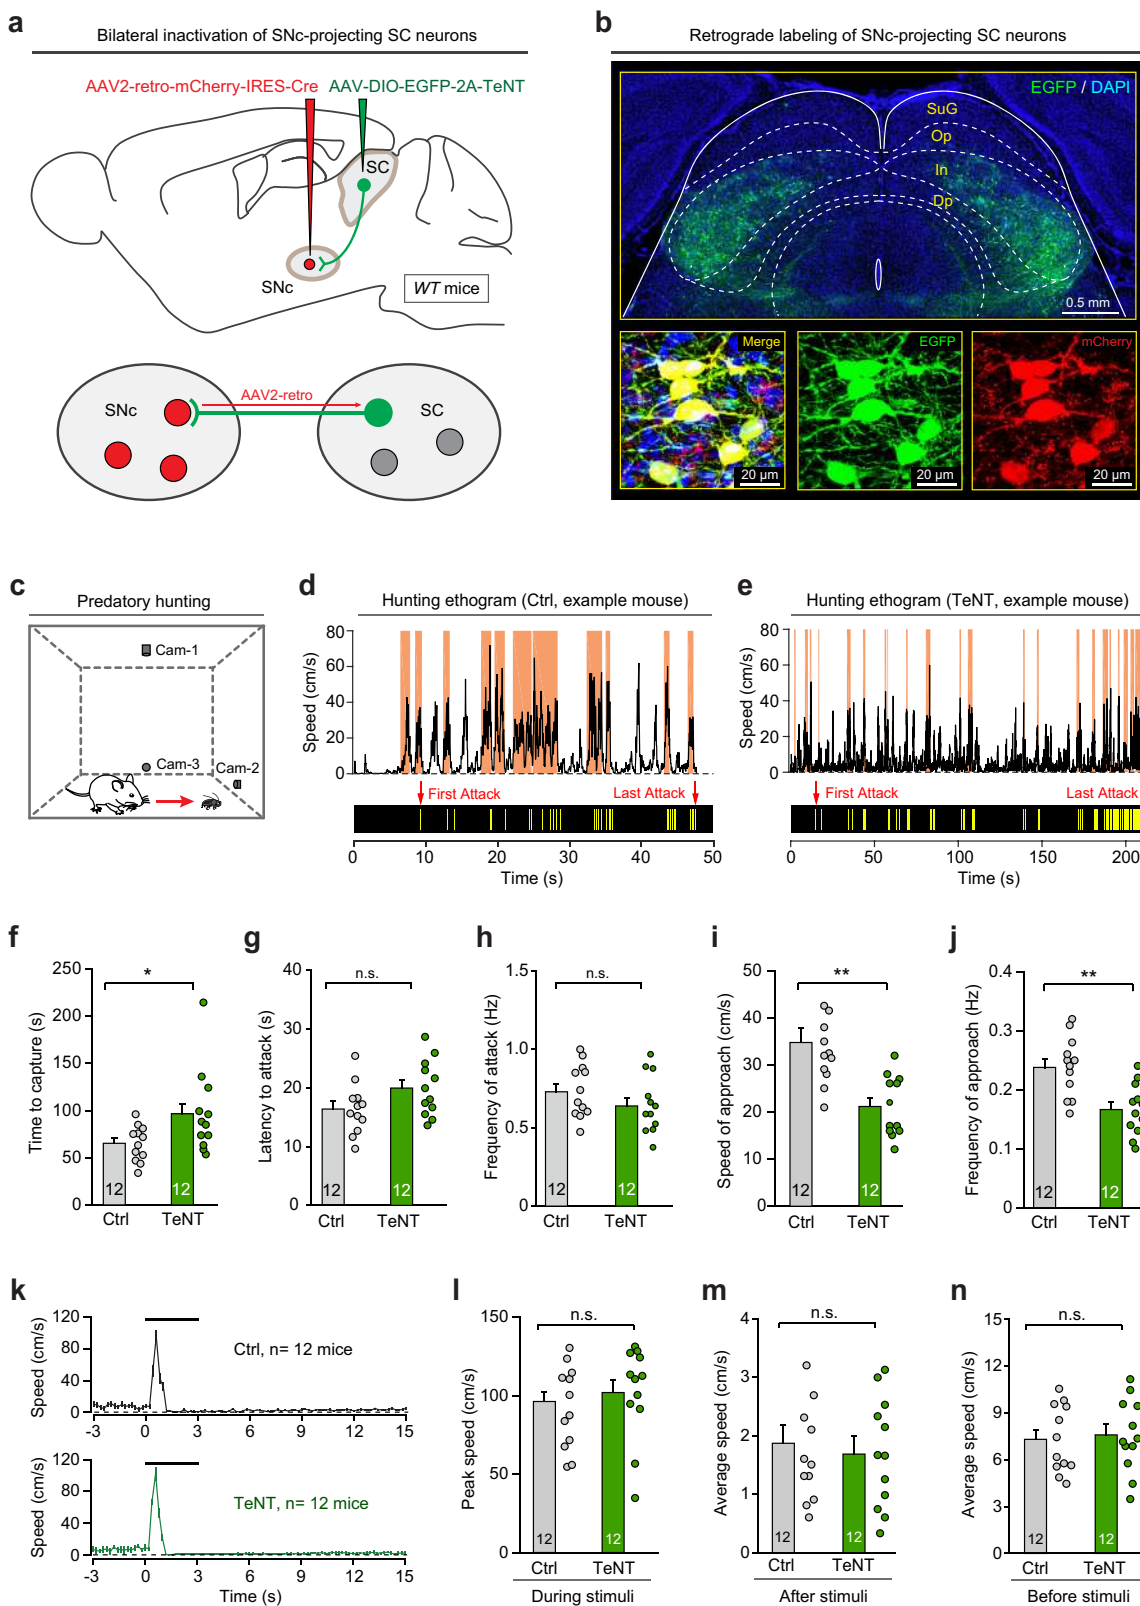 a
Bilateral inactivation of SNc-projecting SC neurons
AAV2-retro-mCherry-IRES-Cre
AAV-DIO-EGFP-2A-TeNT
SC
SNc
WT mice
SNc
AAV2-retro
SC
b
Retrograde labeling of SNc-projecting SC neurons
EGFP / DAPI
SuG
Op
In
Dp
0.5 mm
Merge
20 µm
EGFP
20 µm
mCherry
20 µm
c
Predatory hunting
Cam-1
Cam-3
Cam-2
d
Hunting ethogram (Ctrl, example mouse)
Speed (cm/s)
80
60
40
20
0
First Attack
Last Attack
0 10 20 30 40 50
Time (s)
e
Hunting ethogram (TeNT, example mouse)
Speed (cm/s)
80
60
40
20
0
First Attack
Last Attack
0 50 100 150 200
Time (s)
f
Time to capture (s)
250
200
150
100
50
0
*
12
12
Ctrl TeNT
g
Latency to attack (s)
40
30
20
10
0
n.s.
12
12
Ctrl TeNT
h
Frequency of attack (Hz)
1.5
1.0
0.5
0
n.s.
12
12
Ctrl TeNT
i
Speed of approach (cm/s)
50
40
30
20
10
0
**
12
12
Ctrl TeNT
j
Frequency of approach (Hz)
0.4
0.3
0.2
0.1
0
**
12
12
Ctrl TeNT
k
Speed (cm/s)
120
80
40
0
Ctrl, n= 12 mice
-3 0 3 6 9 12 15
Speed (cm/s)
120
80
40
0
TeNT, n= 12 mice
-3 0 3 6 9 12 15
Time (s)
l
Peak speed (cm/s)
150
100
50
0
n.s.
12
12
Ctrl TeNT
During stimuli
m
Average speed (cm/s)
4
3
2
1
0
n.s.
12
12
Ctrl TeNT
After stimuli
n
Average speed (cm/s)
15
12
9
6
3
0
n.s.
12
12
Ctrl TeNT
Before stimuli